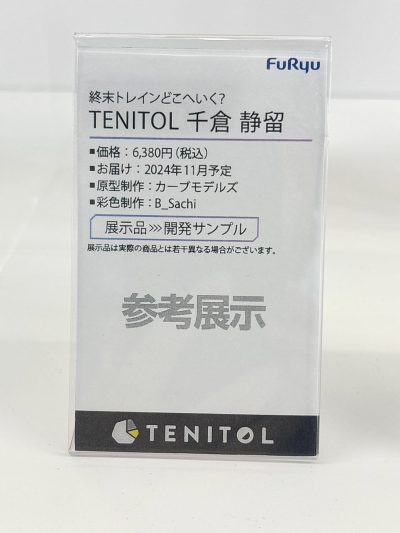 FuRyu
終末トレインどこへいく?
TENITOL 千倉 静留
■価格：6,380円（税込）
■お届け：2024年11月予定
■原型制作：カーブモデルズ
■彩色制作：B_Sachi
展示品>>>開発サンプル
展示品は実際の商品とは若干異なる場合がございます。
参考展示
TENITOL